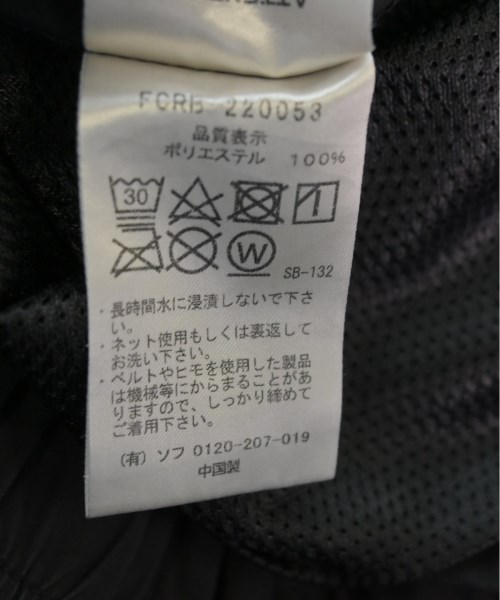 FCRB-220053
品質表示
ポリエステル 100%
30
W
SB-132
・長時間水に浸漬しないで下さ
い。
・ネット使用もしくは裏返して
お洗い下さい。
・ベルトやヒモを使用した製品
は機械等にからまることがあ
りますので、しっかり締めて
ご着用下さい。
(有) ソフ 0120-207-019
中国製